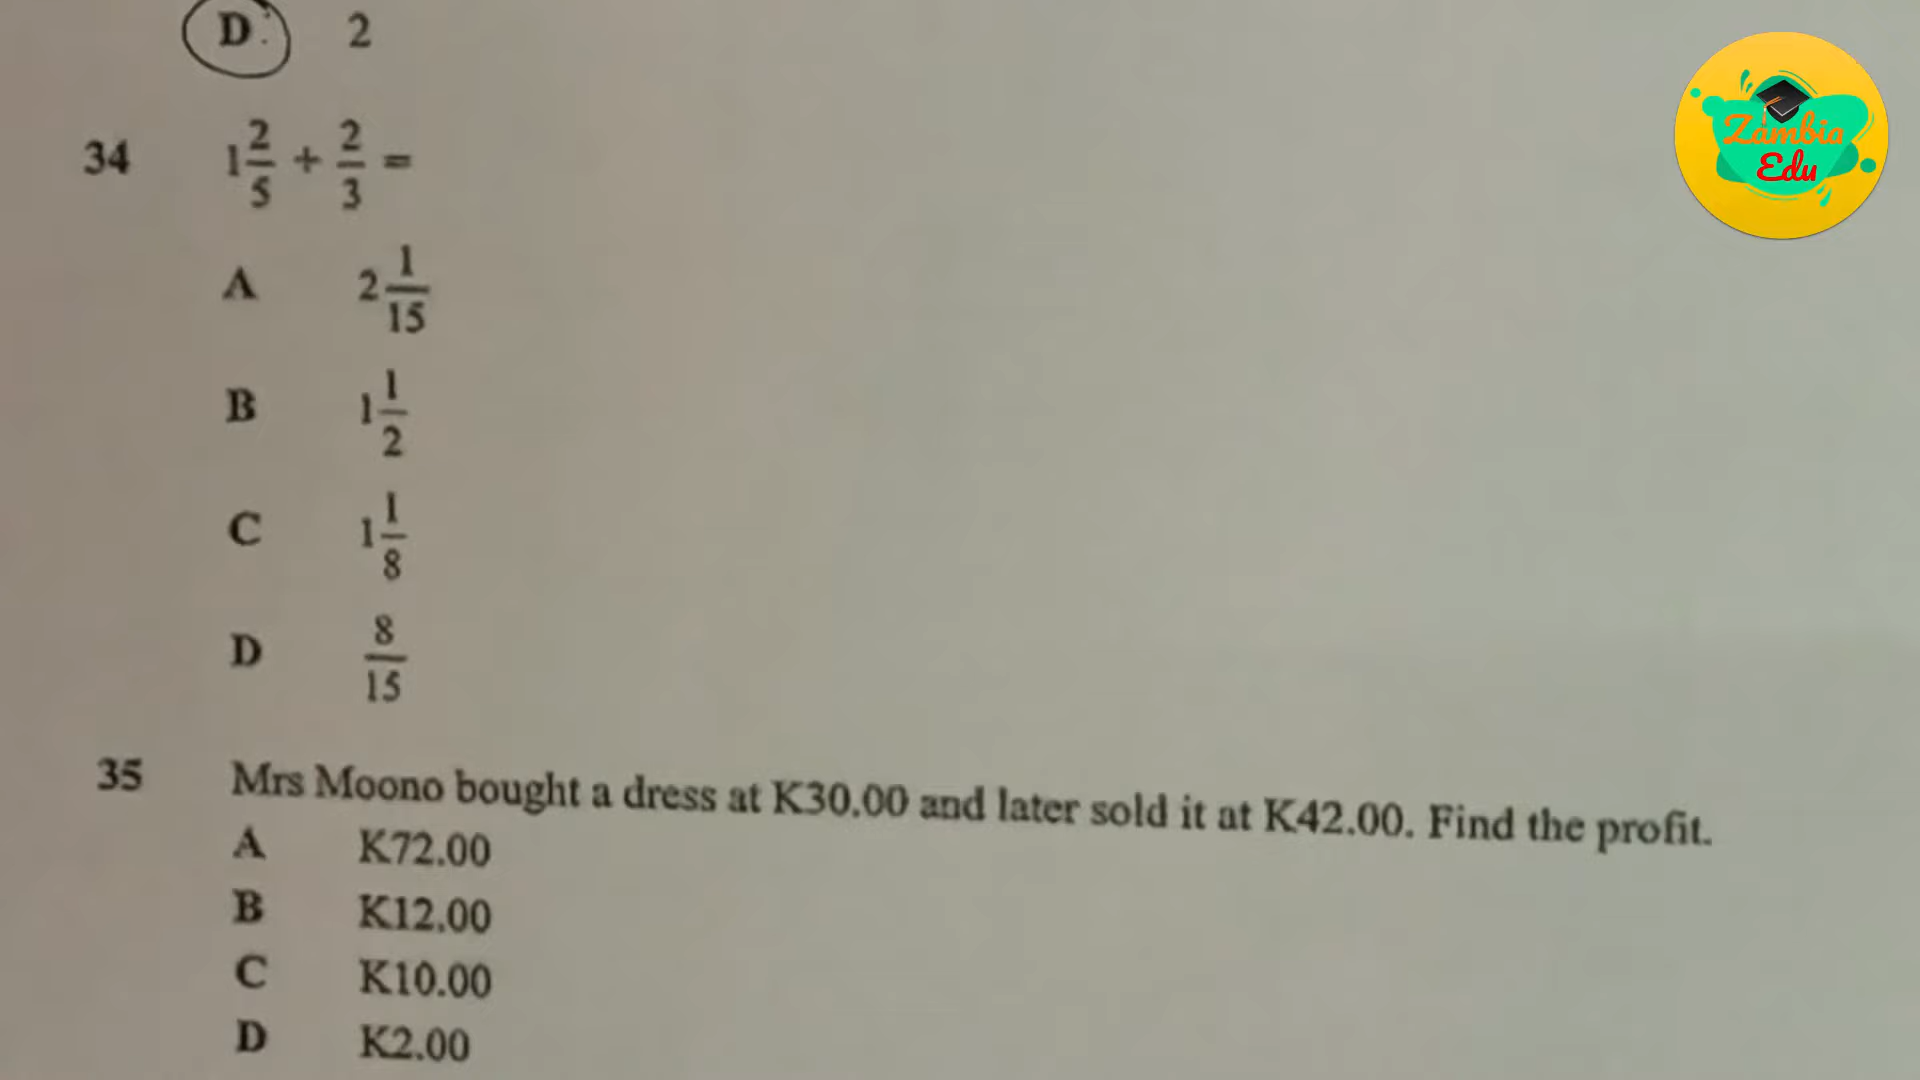 D. 2
34 1 2/5 + 2/3 =
A 2 1/15
B 1 1/2
C 1 1/8
D 8/15
35 Mrs Moono bought a dress at K30.00 and later sold it at K42.00. Find the profit.
A K72.00
B K12.00
C K10.00
D K2.00
Zambia
Edu